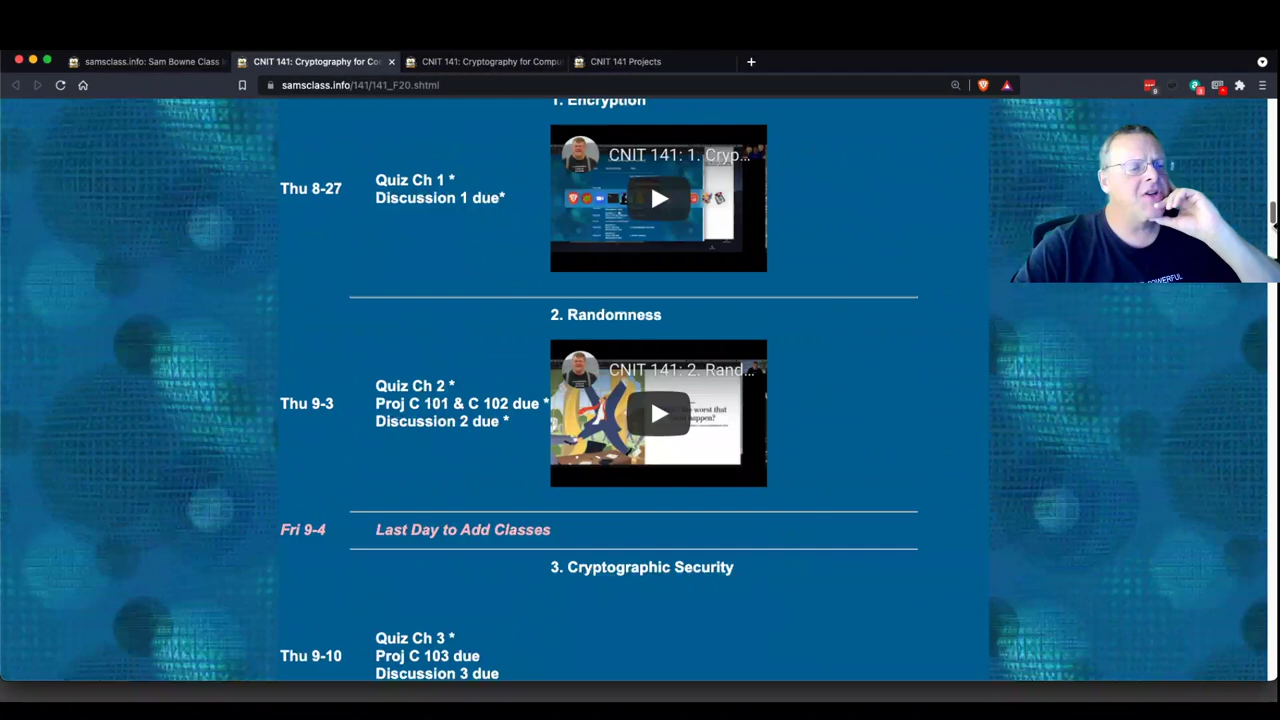 samsclass.info: Sam Bowne Class
CNIT 141: Cryptography for Co
CNIT 141: Cryptography for Compu
CNIT 141 Projects
samsclass.info/141/141_F20.shtml
1. Encryption
CNIT 141: 1. Cryp...
Thu 8-27
Quiz Ch 1 *
Discussion 1 due*
POWERFUL
2. Randomness
CNIT 141: 2. Rand...
worst that
Thu 9-3
Quiz Ch 2 *
Proj C 101 & C 102 due *
Discussion 2 due *
Fri 9-4
Last Day to Add Classes
3. Cryptographic Security
Thu 9-10
Quiz Ch 3 *
Proj C 103 due
Discussion 3 due